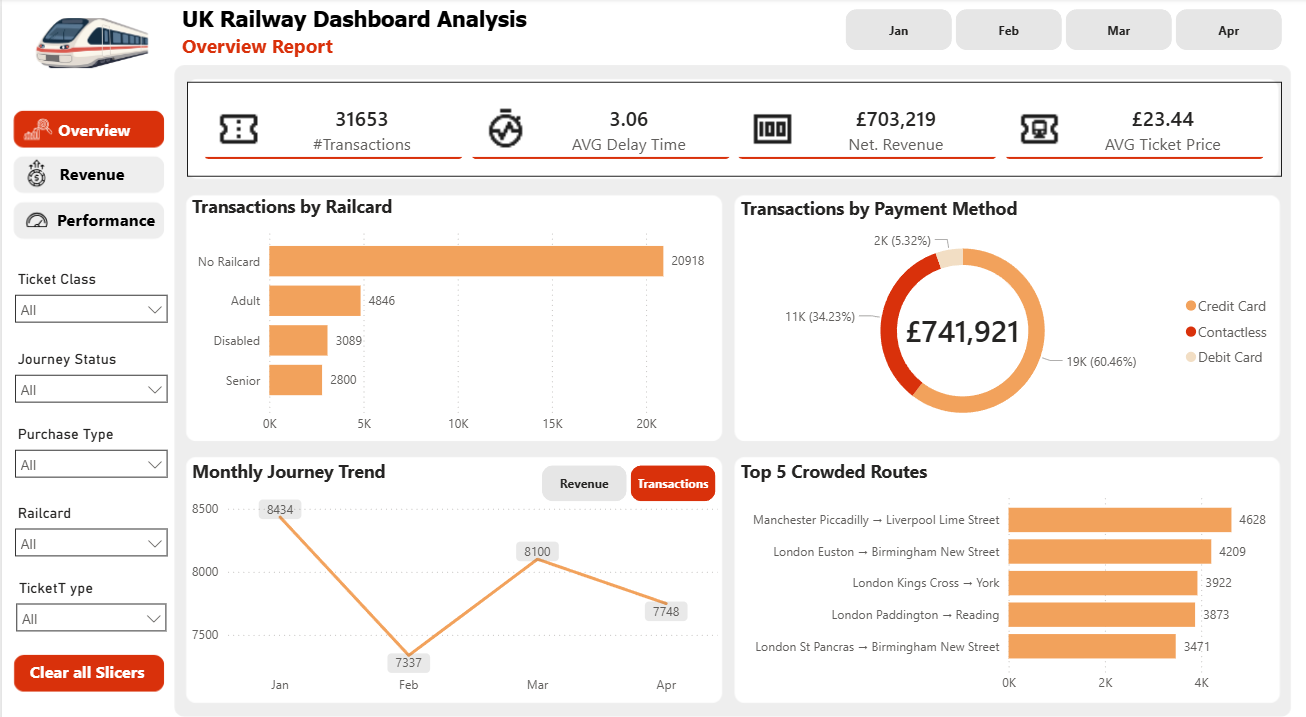 UK Railway Dashboard Analysis
Overview Report
Jan
Feb
Mar
Apr
Overview
Revenue
Performance
Ticket Class
All
Journey Status
All
Purchase Type
All
Railcard
All
TicketT ype
All
Clear all Slicers
31653
#Transactions
3.06
AVG Delay Time
£703,219
Net. Revenue
£23.44
AVG Ticket Price
Transactions by Railcard
No Railcard
20918
Adult
4846
Disabled
3089
Senior
2800
0K
5K
10K
15K
20K
Transactions by Payment Method
2K (5.32%)
11K (34.23%)
£741,921
19K (60.46%)
Credit Card
Contactless
Debit Card
Monthly Journey Trend
Revenue
Transactions
8500
8000
7500
8434
7337
8100
7748
Jan
Feb
Mar
Apr
Top 5 Crowded Routes
Manchester Piccadilly → Liverpool Lime Street
4628
London Euston → Birmingham New Street
4209
London Kings Cross → York
3922
London Paddington → Reading
3873
London St Pancras → Birmingham New Street
3471
0K
2K
4K